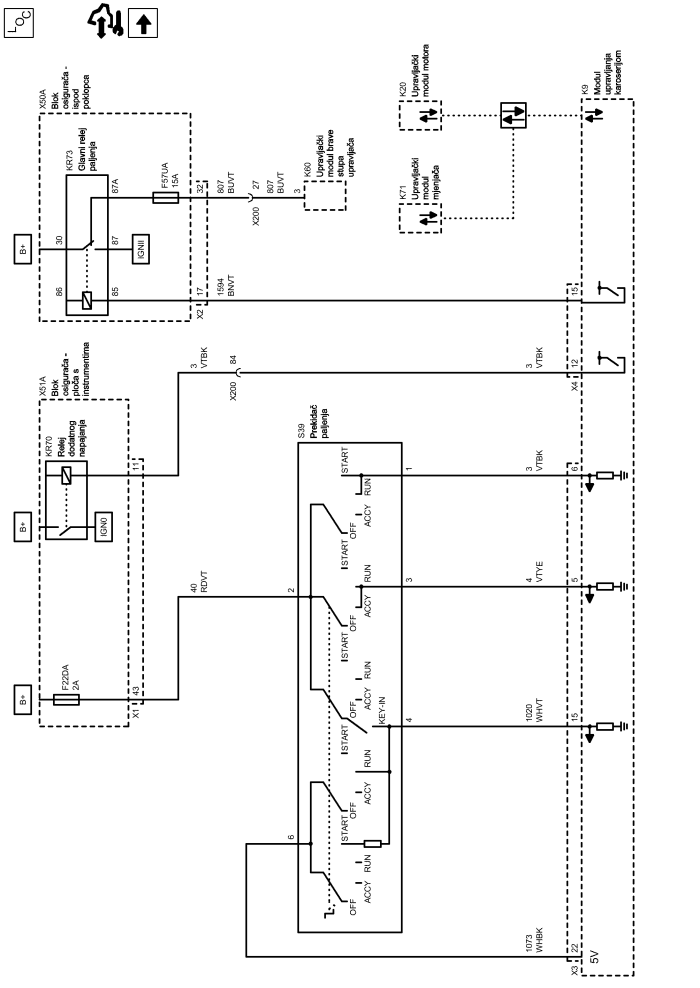 LOC
X50A
Blok
osigurača -
ispod
poklopca
KR73
Glavni relej
paljenja
B+
30
86
87A
87
85
IGNII
F57UA
15A
32
17
X2
807
BUVT
27
X200
807
BUVT
3
K60
Upravljački
modul brave
stupa
upravljača
1594
BNVT
K20
Upravljački
modul motora
K71
Upravljački
modul
mjenjača
K9
Modul
upravljanja
karoserijom
15
X51A
Blok
osigurača -
ploča s
instrumentima
KR70
Relej
dodatnog
napajanja
B+
IGN0
11
3
VTBK
84
X200
3
VTBK
12
X4
B+
F22DA
2A
43
X1
40
RDVT
2
S39
Prekidač
paljenja
START
RUN
ACCY
OFF
1
3
VTBK
6
START
RUN
ACCY
OFF
3
4
VTYE
5
START
RUN
ACCY
OFF
KEY-IN
4
1020
WHVT
15
START
RUN
ACCY
OFF
6
START
RUN
ACCY
OFF
1073
WHBK
22
X3
5V